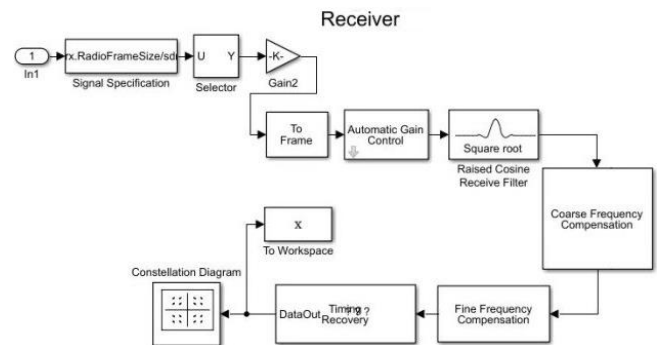 Receiver
1
In1
rx.RadioFrameSize/sd
Signal Specification
U Y
Selector
-K-
Gain2
To
Frame
Automatic Gain
Control
Square root
Raised Cosine
Receive Filter
Coarse Frequency
Compensation
x
To Workspace
Constellation Diagram
DataOut
Timing
Recovery
???
Fine Frequency
Compensation